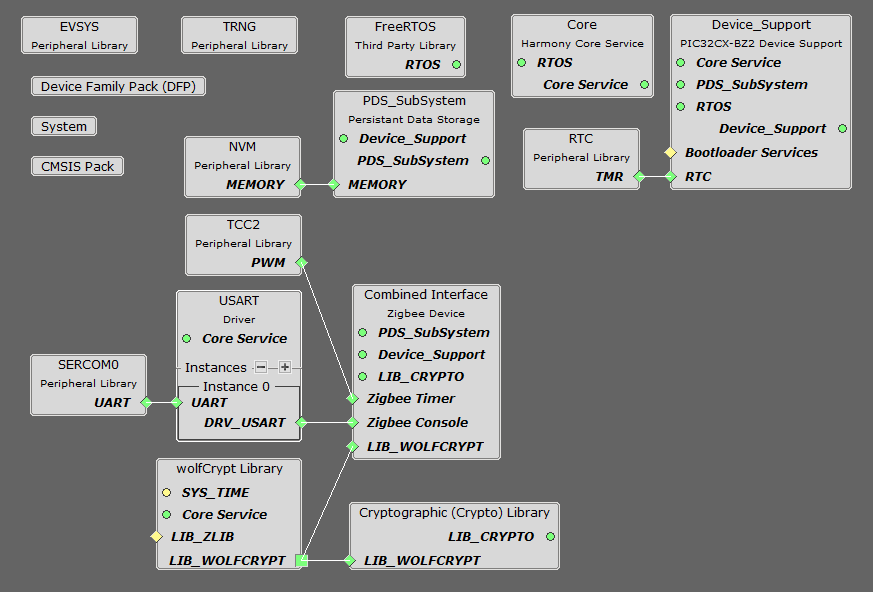 EVSYS
Peripheral Library
TRNG
Peripheral Library
FreeRTOS
Third Party Library
RTOS
Core
Harmony Core Service
RTOS
Core Service
Device_Support
PIC32CX-BZ2 Device Support
Core Service
PDS_SubSystem
RTOS
Device_Support
Bootloader Services
RTC
Device Family Pack (DFP)
System
CMSIS Pack
NVM
Peripheral Library
MEMORY
PDS_SubSystem
Persistant Data Storage
Device_Support
PDS_SubSystem
MEMORY
RTC
Peripheral Library
TMR
TCC2
Peripheral Library
PWM
USART
Driver
Core Service
Instances
Instance 0
UART
DRV_USART
SERCOM0
Peripheral Library
UART
Combined Interface
Zigbee Device
PDS_SubSystem
Device_Support
LIB_CRYPTO
Zigbee Timer
Zigbee Console
LIB_WOLFCRYPT
wolfCrypt Library
SYS_TIME
Core Service
LIB_ZLIB
LIB_WOLFCRYPT
Cryptographic (Crypto) Library
LIB_CRYPTO
LIB_WOLFCRYPT